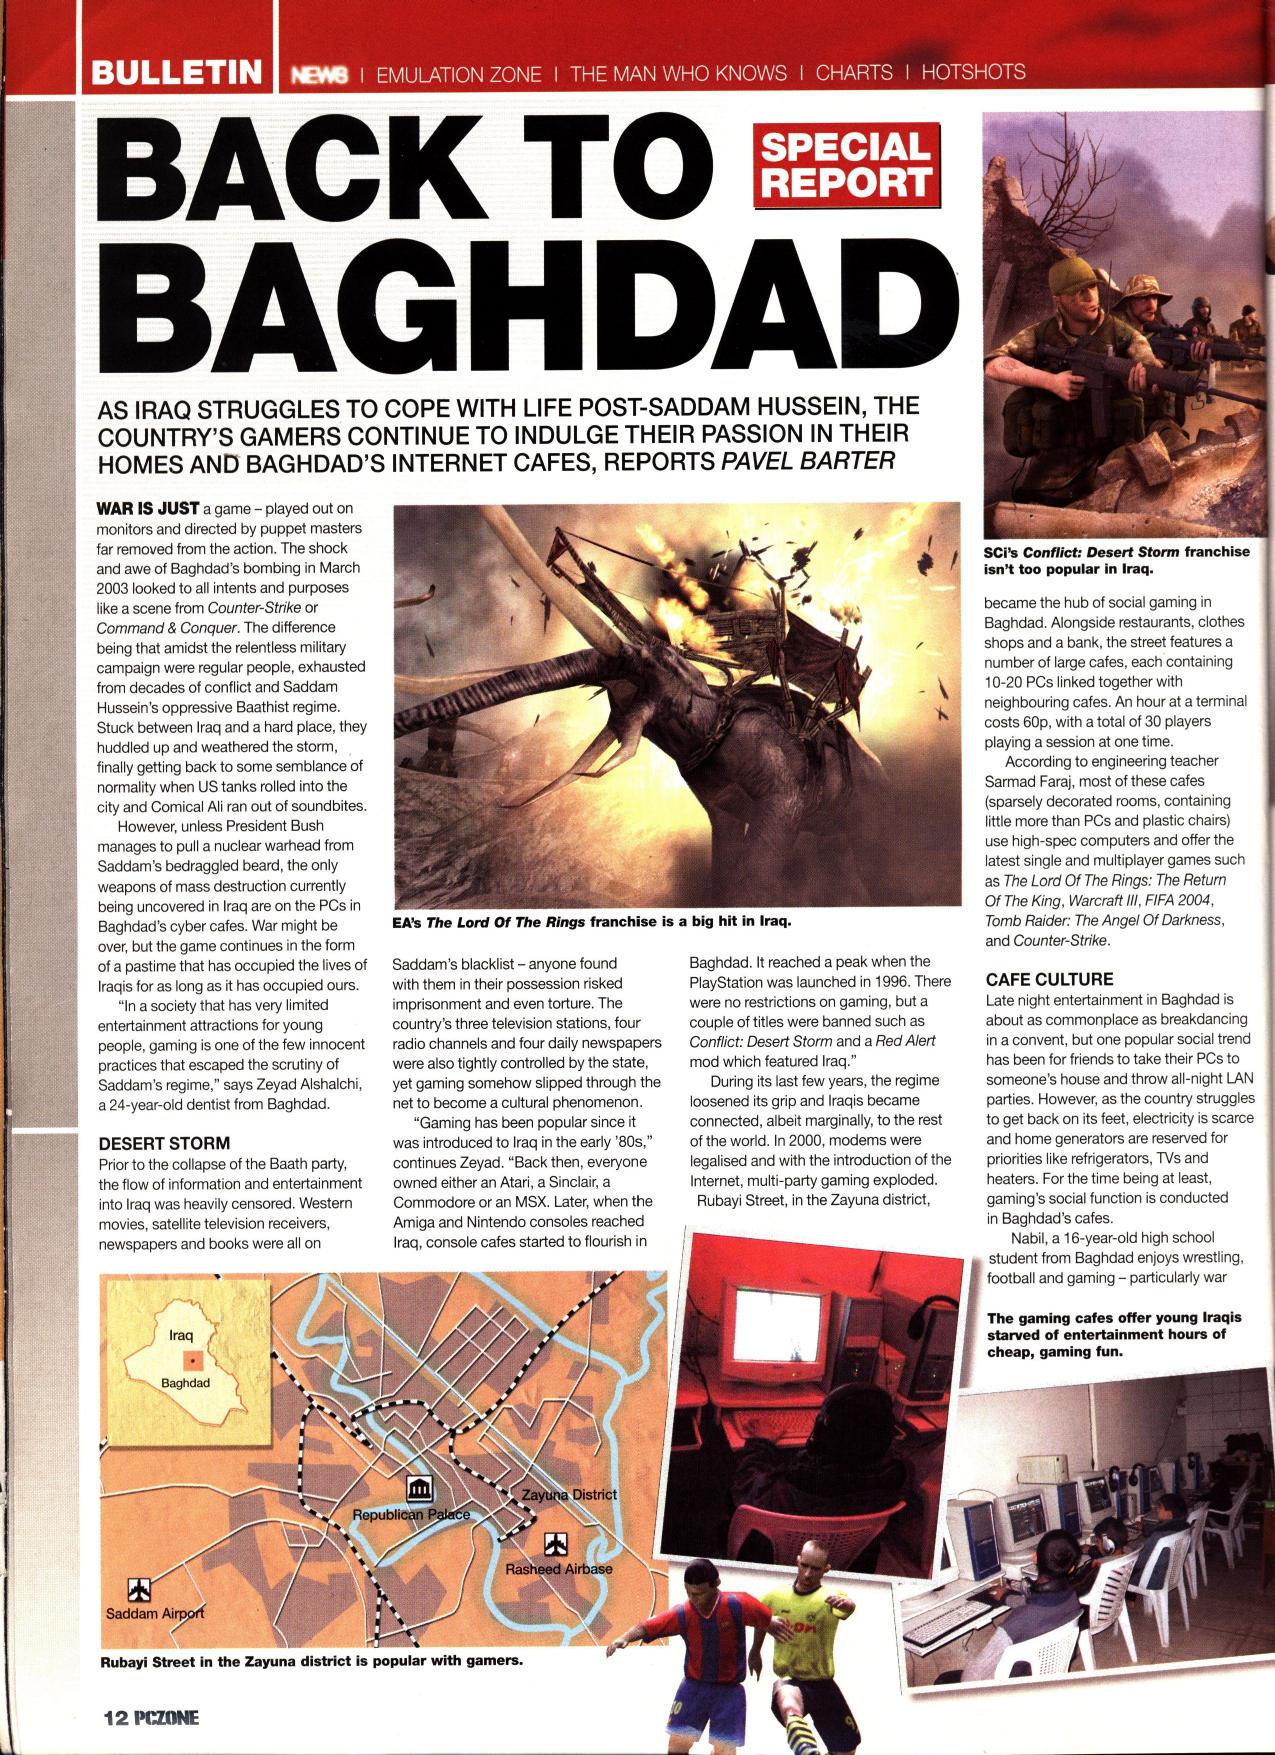 BULLETIN
NEWS I EMULATION ZONE I THE MAN WHO KNOWS I CHARTS I HOTSHOTS
BACK TO
BAGHDAD
SPECIAL
REPORT
AS IRAQ STRUGGLES TO COPE WITH LIFE POST-SADDAM HUSSEIN, THE
COUNTRY'S GAMERS CONTINUE TO INDULGE THEIR PASSION IN THEIR
HOMES AND BAGHDAD'S INTERNET CAFES, REPORTS PAVEL BARTER
WAR IS JUST a game – played out on
monitors and directed by puppet masters
far removed from the action. The shock
and awe of Baghdad's bombing in March
2003 looked to all intents and purposes
like a scene from Counter-Strike or
Command & Conquer. The difference
being that amidst the relentless military
campaign were regular people, exhausted
from decades of conflict and Saddam
Hussein's oppressive Baathist regime.
Stuck between Iraq and a hard place, they
huddled up and weathered the storm,
finally getting back to some semblance of
normality when US tanks rolled into the
city and Comical Ali ran out of soundbites.
However, unless President Bush
manages to pull a nuclear warhead from
Saddam's bedraggled beard, the only
weapons of mass destruction currently
being uncovered in Iraq are on the PCs in
Baghdad's cyber cafes. War might be
over, but the game continues in the form
of a pastime that has occupied the lives of
Iraqis for as long as it has occupied ours.
"In a society that has very limited
entertainment attractions for young
people, gaming is one of the few innocent
practices that escaped the scrutiny of
Saddam's regime," says Zeyad Alshalchi,
a 24-year-old dentist from Baghdad.
DESERT STORM
Prior to the collapse of the Baath party,
the flow of information and entertainment
into Iraq was heavily censored. Western
movies, satellite television receivers,
newspapers and books were all on
EA's The Lord Of The Rings franchise is a big hit in Iraq.
Saddam's blacklist – anyone found
with them in their possession risked
imprisonment and even torture. The
country's three television stations, four
radio channels and four daily newspapers
were also tightly controlled by the state,
yet gaming somehow slipped through the
net to become a cultural phenomenon.
"Gaming has been popular since it
was introduced to Iraq in the early '80s,"
continues Zeyad. "Back then, everyone
owned either an Atari, a Sinclair, a
Commodore or an MSX. Later, when the
Amiga and Nintendo consoles reached
Iraq, console cafes started to flourish in
Baghdad. It reached a peak when the
PlayStation was launched in 1996. There
were no restrictions on gaming, but a
couple of titles were banned such as
Conflict: Desert Storm and a Red Alert
mod which featured Iraq."
During its last few years, the regime
loosened its grip and Iraqis became
connected, albeit marginally, to the rest
of the world. In 2000, modems were
legalised and with the introduction of the
Internet, multi-party gaming exploded.
Rubayi Street, in the Zayuna district,
SCi's Conflict: Desert Storm franchise
isn't too popular in Iraq.
became the hub of social gaming in
Baghdad. Alongside restaurants, clothes
shops and a bank, the street features a
number of large cafes, each containing
10-20 PCs linked together with
neighbouring cafes. An hour at a terminal
costs 60p, with a total of 30 players
playing a session at one time.
According to engineering teacher
Sarmad Faraj, most of these cafes
(sparsely decorated rooms, containing
little more than PCs and plastic chairs)
use high-spec computers and offer the
latest single and multiplayer games such
as The Lord Of The Rings: The Return
Of The King, Warcraft III, FIFA 2004,
Tomb Raider: The Angel Of Darkness,
and Counter-Strike.
CAFE CULTURE
Late night entertainment in Baghdad is
about as commonplace as breakdancing
in a convent, but one popular social trend
has been for friends to take their PCs to
someone's house and throw all-night LAN
parties. However, as the country struggles
to get back on its feet, electricity is scarce
and home generators are reserved for
priorities like refrigerators, TVs and
heaters. For the time being at least,
gaming's social function is conducted
in Baghdad's cafes.
Nabil, a 16-year-old high school
student from Baghdad enjoys wrestling,
football and gaming – particularly war
The gaming cafes offer young Iraqis
starved of entertainment hours of
cheap, gaming fun.
Iraq
Baghdad
Zayuna District
Republican Palace
Rasheed Airbase
Saddam Airport
Rubayi Street in the Zayuna district is popular with gamers.
12 PCZONE